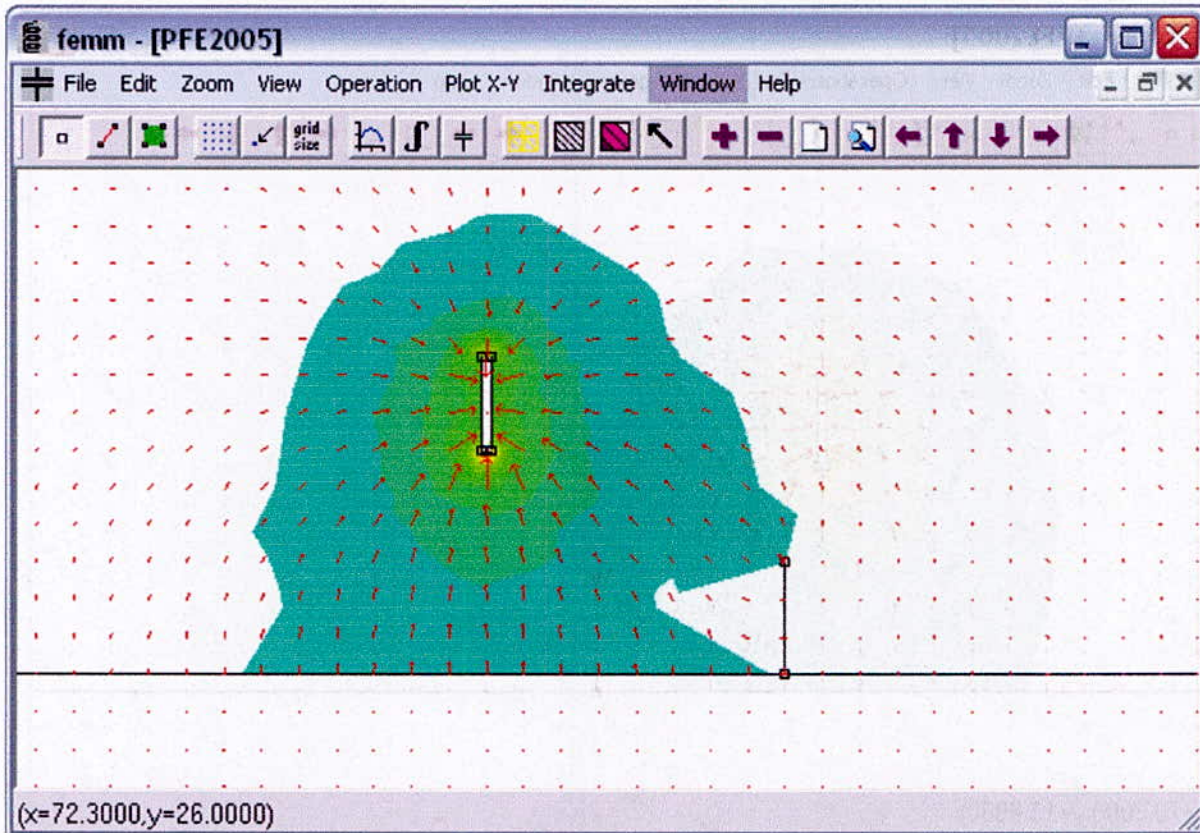 femm - [PFE2005]
File Edit Zoom View Operation Plot X-Y Integrate Window Help
grid size
(x=72.3000,y=26.0000)